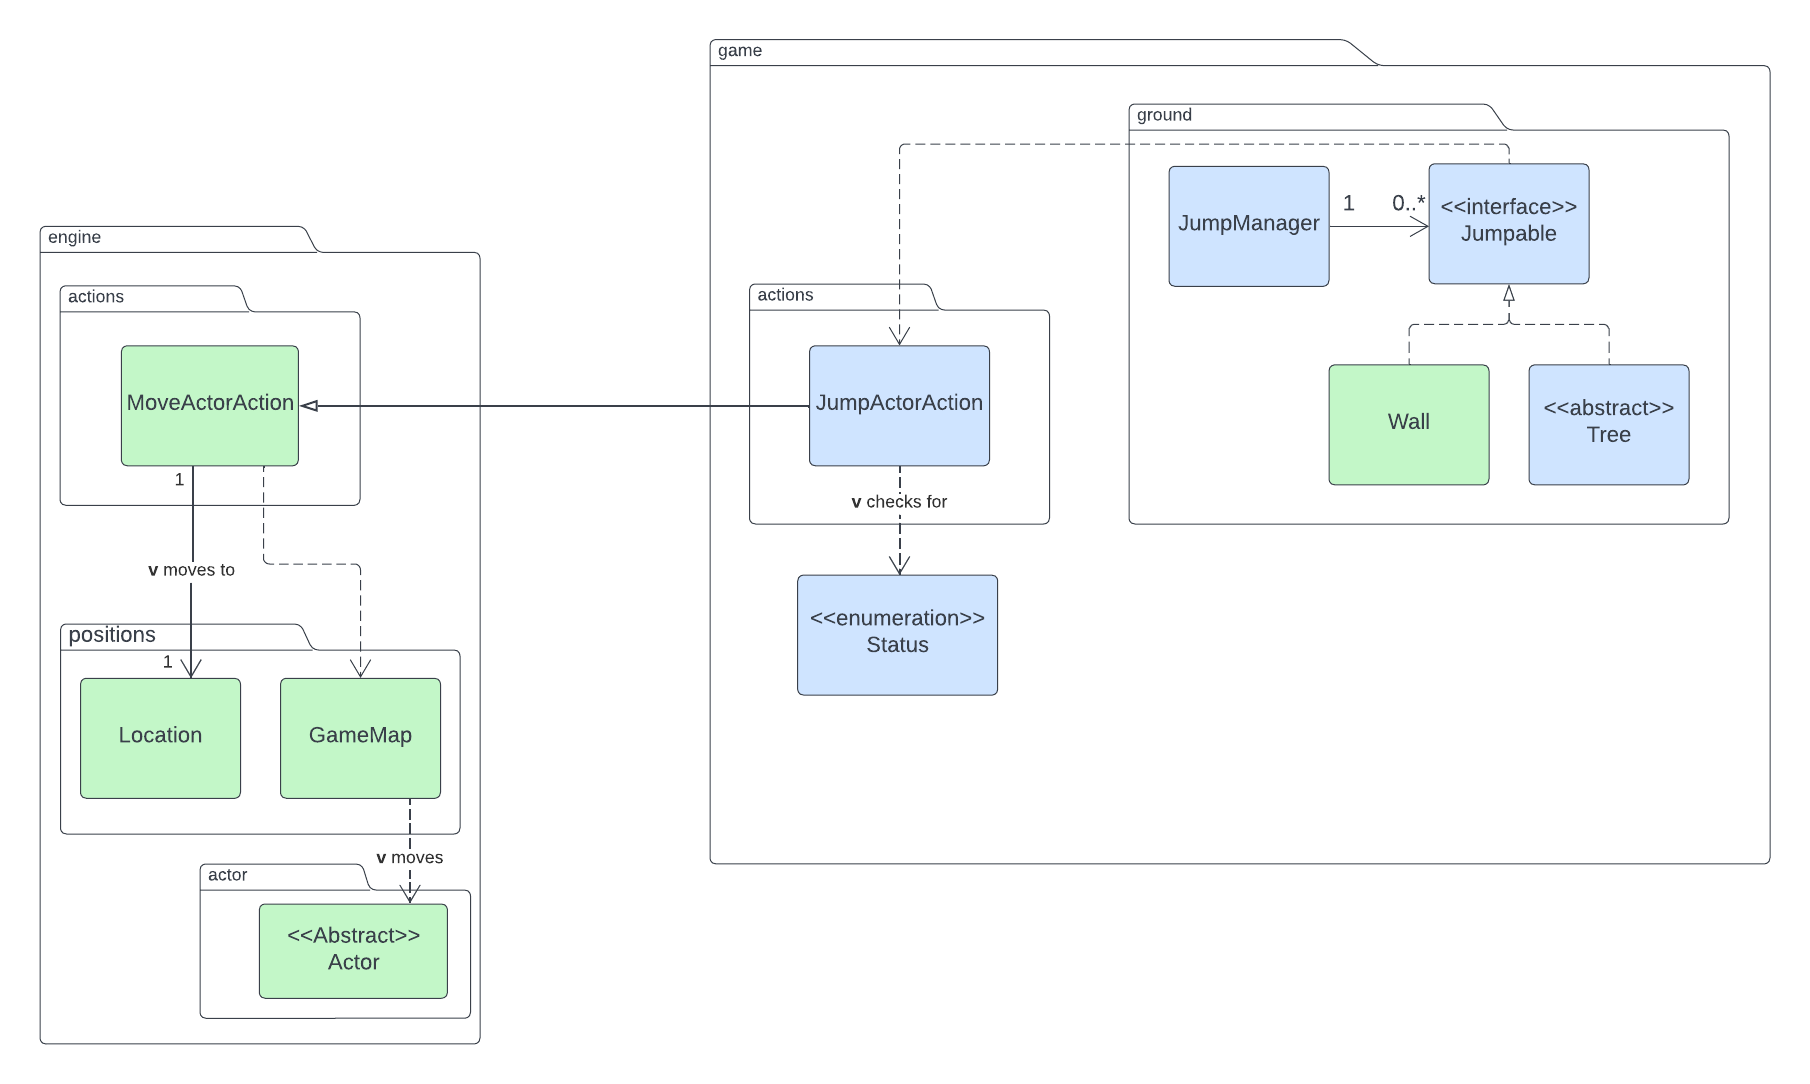 game
ground
JumpManager
1
0..*
<<interface>>
Jumpable
Wall
<<abstract>>
Tree
actions
JumpActorAction
v checks for
<<enumeration>>
Status
engine
actions
MoveActorAction
1
v moves to
positions
1
Location
GameMap
v moves
actor
<<Abstract>>
Actor